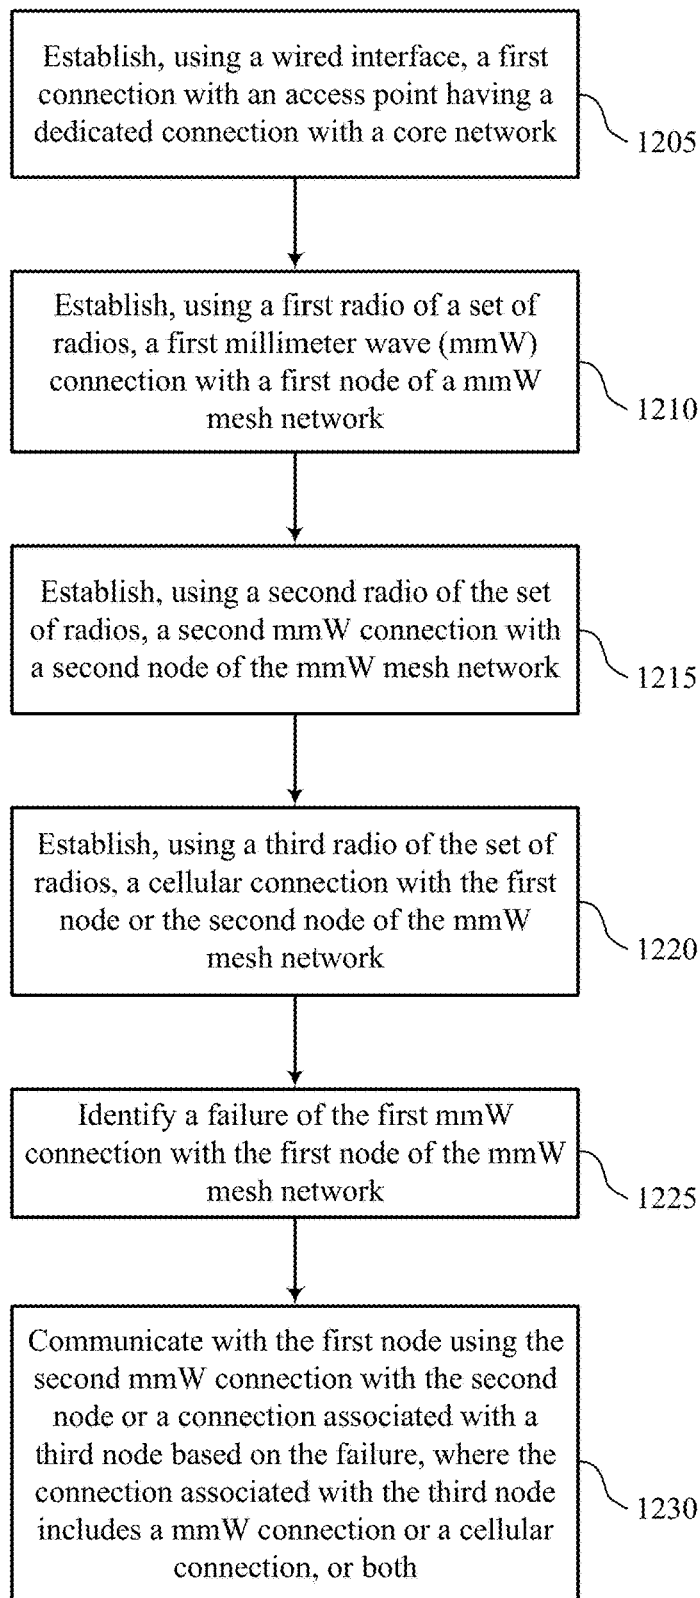 Establish, using a wired interface, a first
connection with an access point having a
dedicated connection with a core network
1205
Establish, using a first radio of a set of
radios, a first millimeter wave (mmW)
connection with a first node of a mmW
mesh network
1210
Establish, using a second radio of the set
of radios, a second mmW connection with
a second node of the mmW mesh network
1215
Establish, using a third radio of the set of
radios, a cellular connection with the first
node or the second node of the mmW
mesh network
1220
Identify a failure of the first mmW
connection with the first node of the mmW
mesh network
1225
Communicate with the first node using the
second mmW connection with the second
node or a connection associated with a
third node based on the failure, where the
connection associated with the third node
includes a mmW connection or a cellular
connection, or both
1230